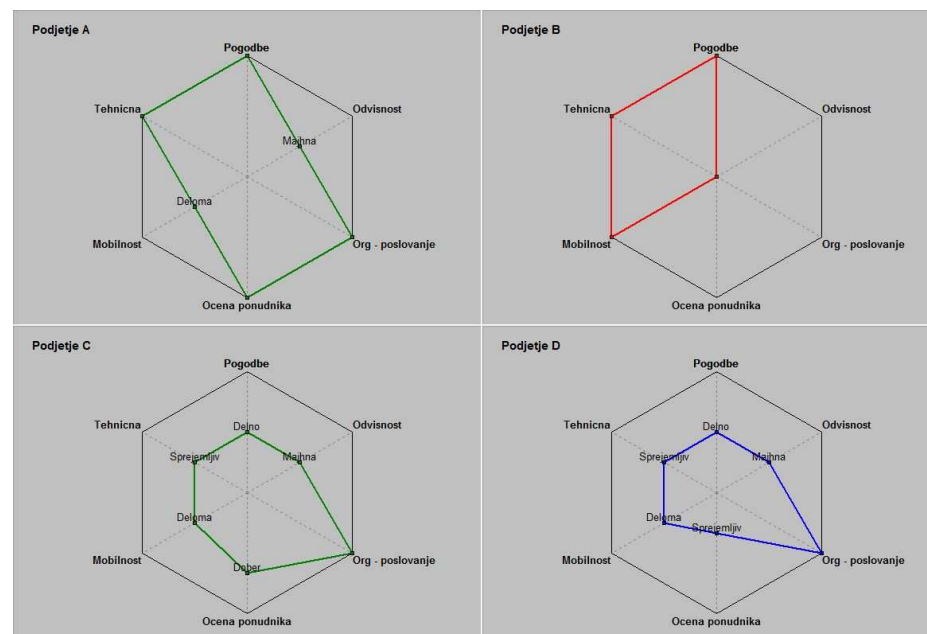 Podjetje A
Pogodbe
Tehnicna
Odvisnost
Majhna
Deloma
Mobilnost
Org - poslovanje
Ocena ponudnika
Podjetje B
Pogodbe
Tehnicna
Odvisnost
Mobilnost
Org - poslovanje
Ocena ponudnika
Podjetje C
Pogodbe
Tehnicna
Odvisnost
Delno
Sprejemljiv
Majhna
Deloma
Mobilnost
Org - poslovanje
Dober
Ocena ponudnika
Podjetje D
Pogodbe
Tehnicna
Odvisnost
Delno
Sprejemljiv
Majhna
Deloma
Sprejemljiv
Mobilnost
Org - poslovanje
Ocena ponudnika